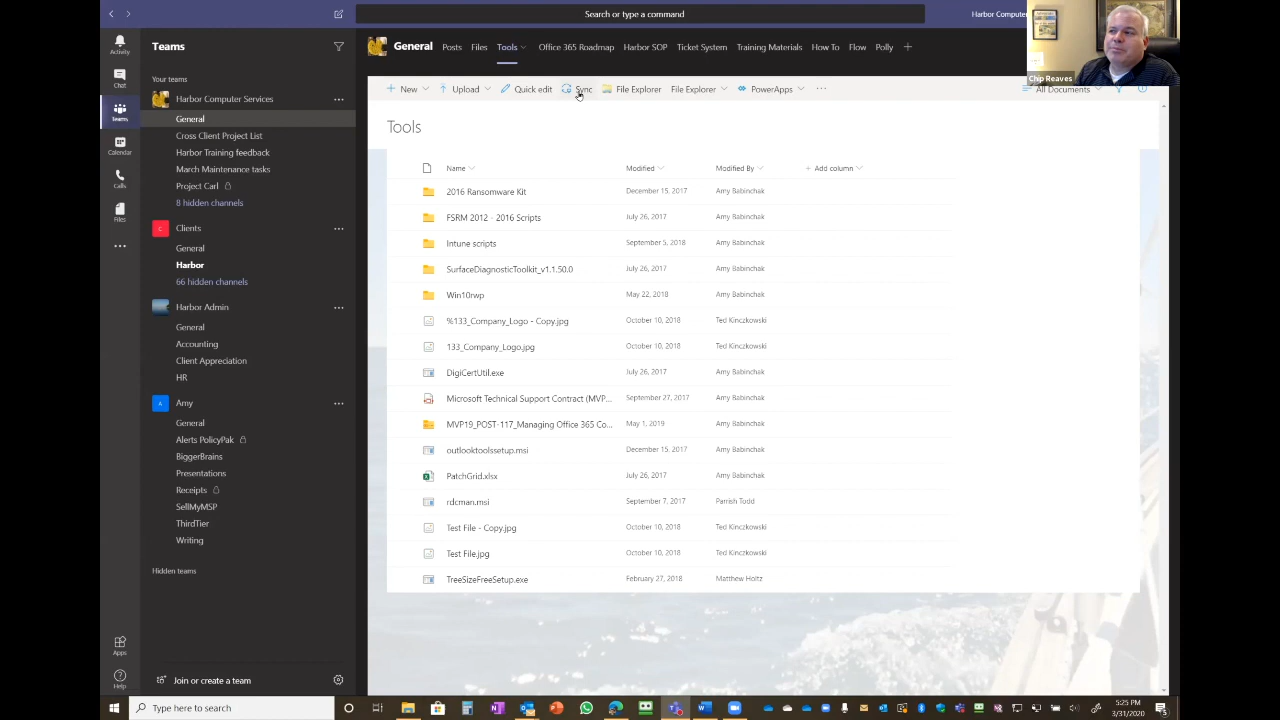 Search or type a command
Harbor Computer
Chip Reaves
Activity
Chat
Teams
Calendar
Calls
Files
Apps
Help
Teams
Your teams
Harbor Computer Services
General
Cross Client Project List
Harbor Training feedback
March Maintenance tasks
Project Carl
8 hidden channels
Clients
General
Harbor
66 hidden channels
Harbor Admin
General
Accounting
Client Appreciation
HR
Amy
General
Alerts PolicyPak
BiggerBrains
Presentations
Receipts
SellMyMSP
ThirdTier
Writing
Hidden teams
Join or create a team
General Posts Files Tools Office 365 Roadmap Harbor SOP Ticket System Training Materials How To Flow Polly
New Upload Quick edit Sync File Explorer File Explorer PowerApps All Documents
Tools
Name Modified Modified By Add column
2016 Ransomware Kit December 15, 2017 Amy Babinchak
FSRM 2012 - 2016 Scripts July 26, 2017 Amy Babinchak
Intune scripts September 5, 2018 Amy Babinchak
SurfaceDiagnosticToolkit_v1.1.50.0 July 26, 2017 Amy Babinchak
Win10rwp May 22, 2018 Amy Babinchak
%133_Company_Logo - Copy.jpg October 10, 2018 Ted Kinczkowski
133_Company_Logo.jpg October 10, 2018 Ted Kinczkowski
DigiCertUtil.exe July 26, 2017 Amy Babinchak
Microsoft Technical Support Contract (MVP... September 27, 2017 Amy Babinchak
MVP19_POST-117_Managing Office 365 Co... May 1, 2019 Amy Babinchak
outlooktoolssetup.msi December 15, 2017 Amy Babinchak
PatchGrid.xlsx July 26, 2017 Amy Babinchak
rdcman.msi September 7, 2017 Parrish Todd
Test File - Copy.jpg October 10, 2018 Ted Kinczkowski
Test File.jpg October 10, 2018 Ted Kinczkowski
TreeSizeFreeSetup.exe February 27, 2018 Matthew Holtz
Type here to search
5:25 PM
3/31/2020